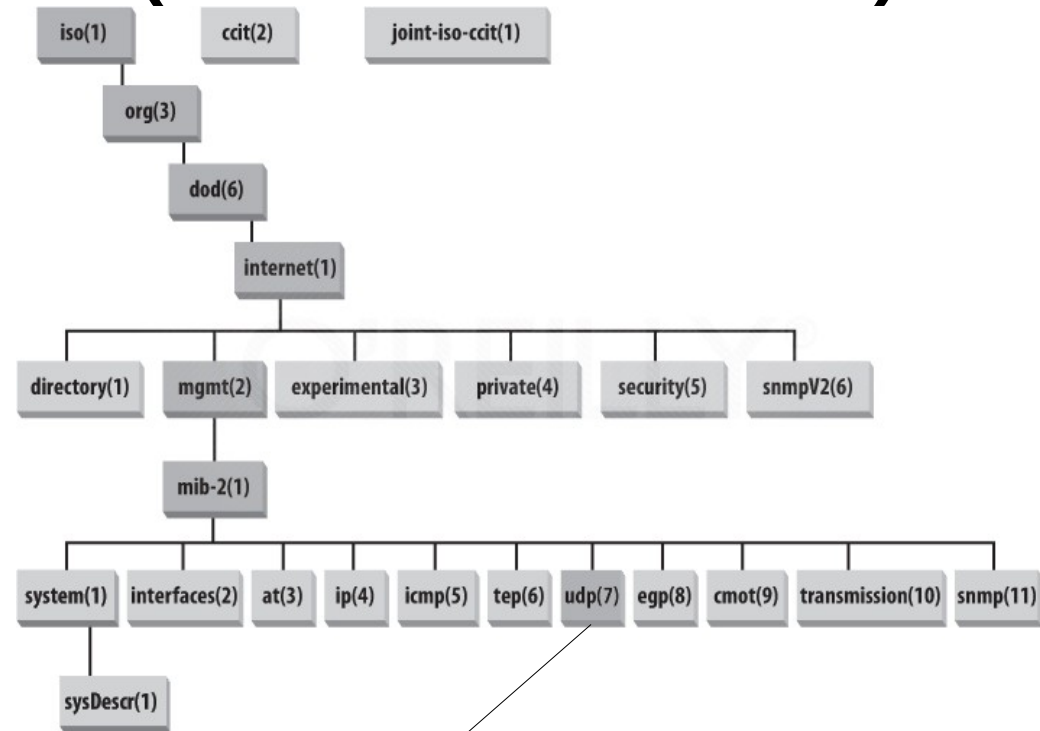 iso(1) ccit(2) joint-iso-ccit(1)
org(3)
dod(6)
internet(1)
directory(1) mgmt(2) experimental(3) private(4) security(5) snmpV2(6)
mib-2(1)
system(1) interfaces(2) at(3) ip(4) icmp(5) tep(6) udp(7) egp(8) cmot(9) transmission(10) snmp(11)
sysDescr(1)
O'REILLY